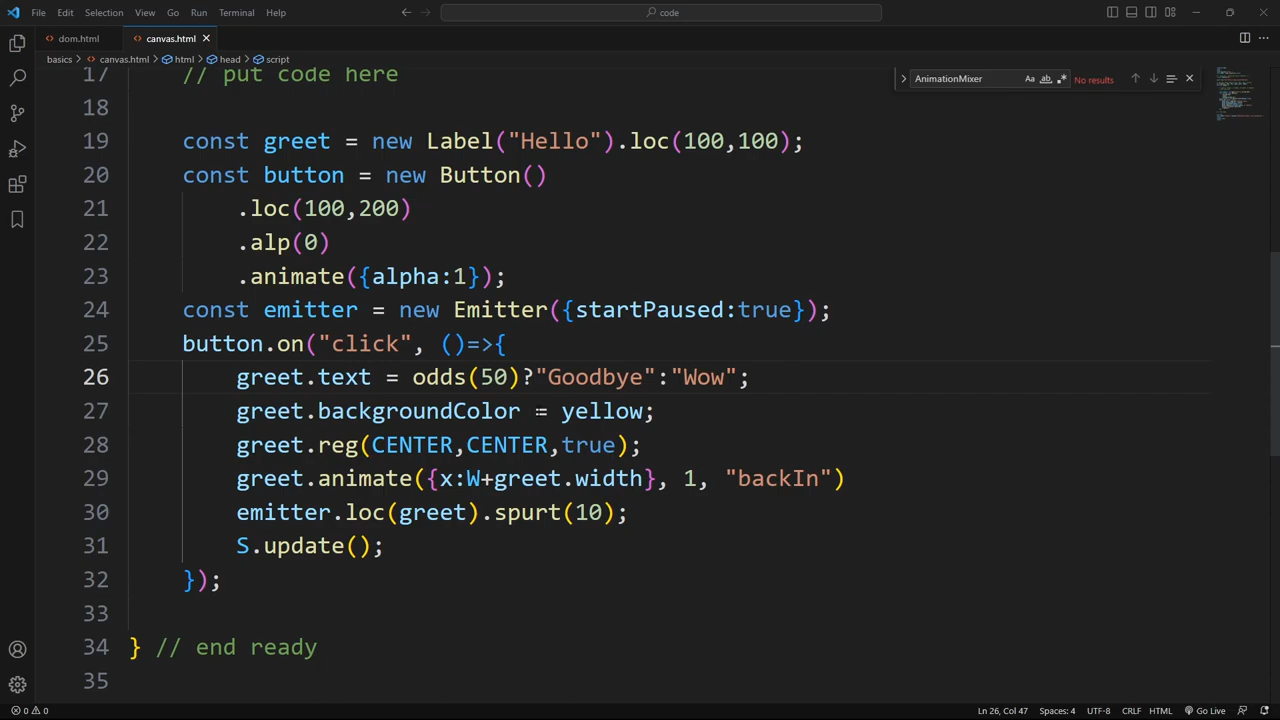 File Edit Selection View Go Run Terminal Help
code
dom.html
canvas.html
basics > canvas.html > html > head > script
AnimationMixer
Aa ab .*
No results
17 // put code here
18
19 const greet = new Label("Hello").loc(100,100);
20 const button = new Button()
21 .loc(100,200)
22 .alp(0)
23 .animate({alpha:1});
24 const emitter = new Emitter({startPaused:true});
25 button.on("click", ()=>{
26 greet.text = odds(50)?"Goodbye":"Wow";
27 greet.backgroundColor = yellow;
28 greet.reg(CENTER,CENTER,true);
29 greet.animate({x:W+greet.width}, 1, "backIn")
30 emitter.loc(greet).spurt(10);
31 S.update();
32 });
33
34 } // end ready
35
0 0
Ln 26, Col 47 Spaces: 4 UTF-8 CRLF HTML Go Live